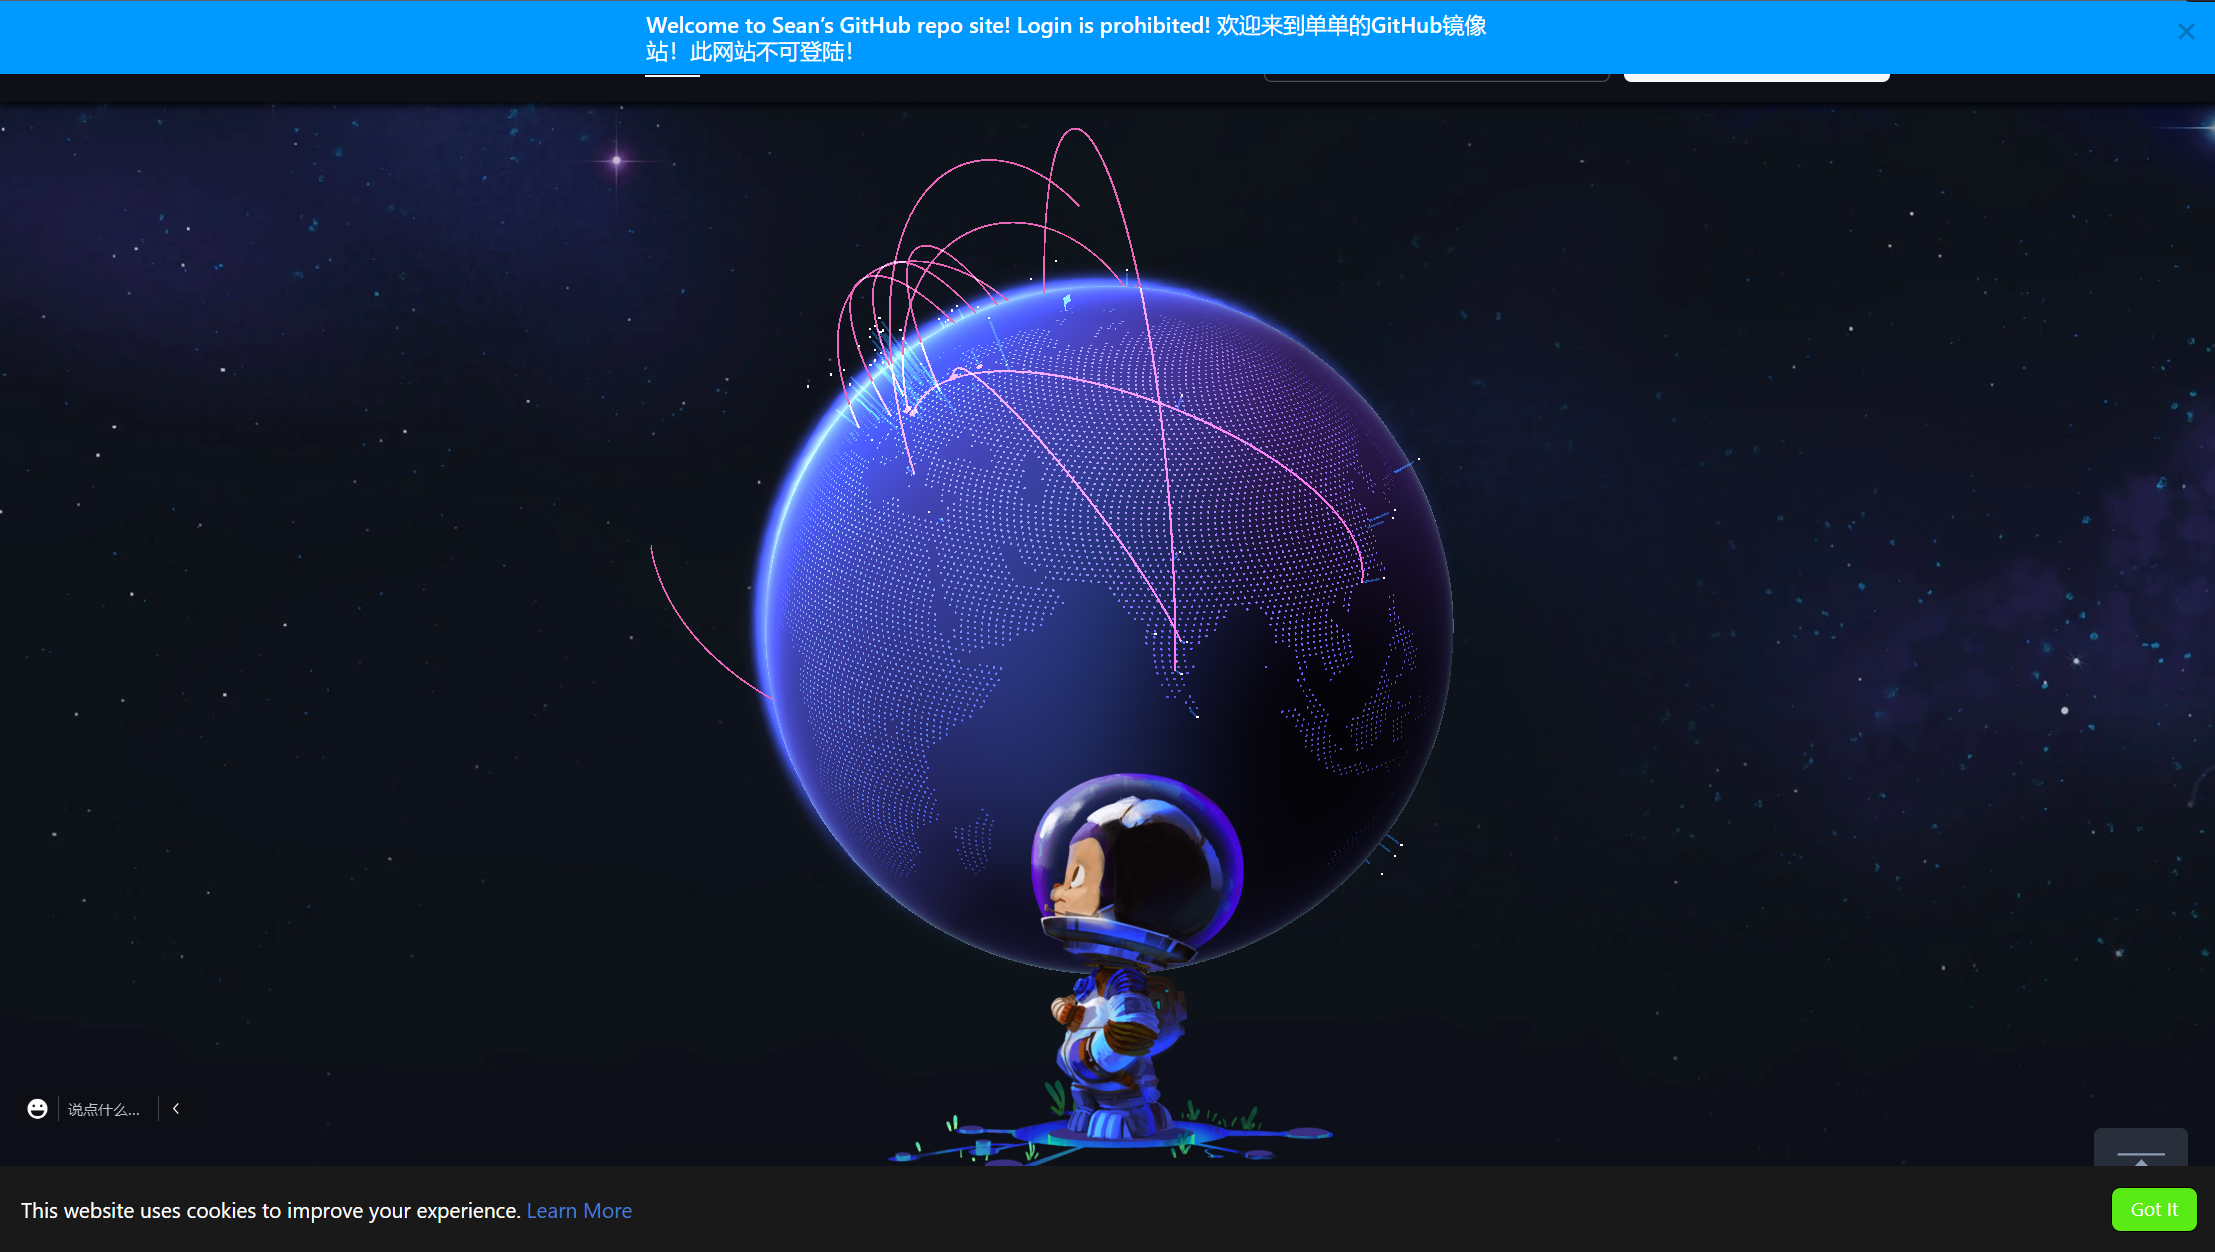 Welcome to Sean’s GitHub repo site! Login is prohibited! 欢迎来到单单的GitHub镜像
站！此网站不可登陆！
说点什么...
This website uses cookies to improve your experience. Learn More
Got It